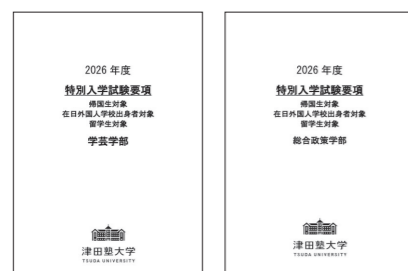 2026 年度
特別入学試験要項
帰国生対象
在日外国人学校出身者対象
留学生対象
学芸学部
津田塾大学
TSUDA UNIVERSITY
2026 年度
特別入学試験要項
帰国生対象
在日外国人学校出身者対象
留学生対象
総合政策学部
津田塾大学
TSUDA UNIVERSITY